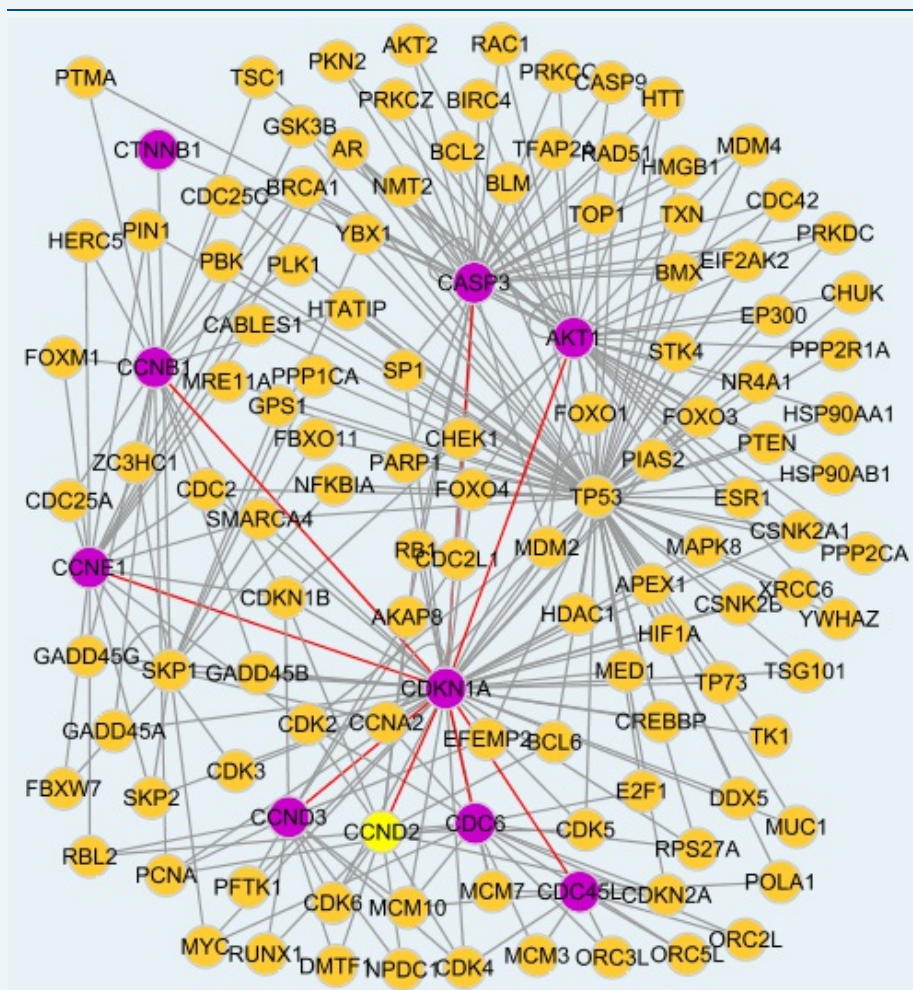 RAC1
AKT2
PKN2
PTMA
TSC1
PRKCC
CASP9
PRKCZ
BIRC4
HTT
GSK3B
CTNNB1
AR
BCL2
TFAP2A
RAD51
MDM4
HMGB1
BRCA1
NMT2
BLM
CDC25C
CDC42
TOP1
TXN
HERC5
PIN1
YBX1
PRKDC
PBK
PLK1
EIF2AK2
BMX
CASP3
CHUK
HTATIP
EP300
CABLES1
AKT1
FOXM1
CCNB1
STK4
PPP2R1A
MRE11A
PPP1CA
SP1
NR4A1
GPS1
FOXO1
FOXO3
HSP90AA1
FBXO11
CHEK1
PTEN
ZC3HC1
PARP1
PIAS2
HSP90AB1
CDC25A
CDC2
NFKBIA
FOXO4
TP53
ESR1
SMARCA4
CSNK2A1
RB1
CDC2L1
MDM2
MAPK8
PPP2CA
CCNE1
APEX1
XRCC6
CDKN1B
CSNK2B
AKAP8
HDAC1
YWHAZ
HIF1A
GADD45G
SKP1
GADD45B
MED1
TSG101
CDKN1A
TP73
GADD45A
CDK2
CCNA2
CREBBP
EFEMP2
BCL6
TK1
CDK3
FBXW7
SKP2
E2F1
DDX5
CCND3
CCND2
CDC6
CDK5
MUC1
RBL2
RPS27A
PCNA
PFTK1
POLA1
CDK6
MCM10
MCM7
CDC45L
CDKN2A
MYC
RUNX1
ORC2L
DMTF1
NPDC1
CDK4
MCM3
ORC3L
ORC5L